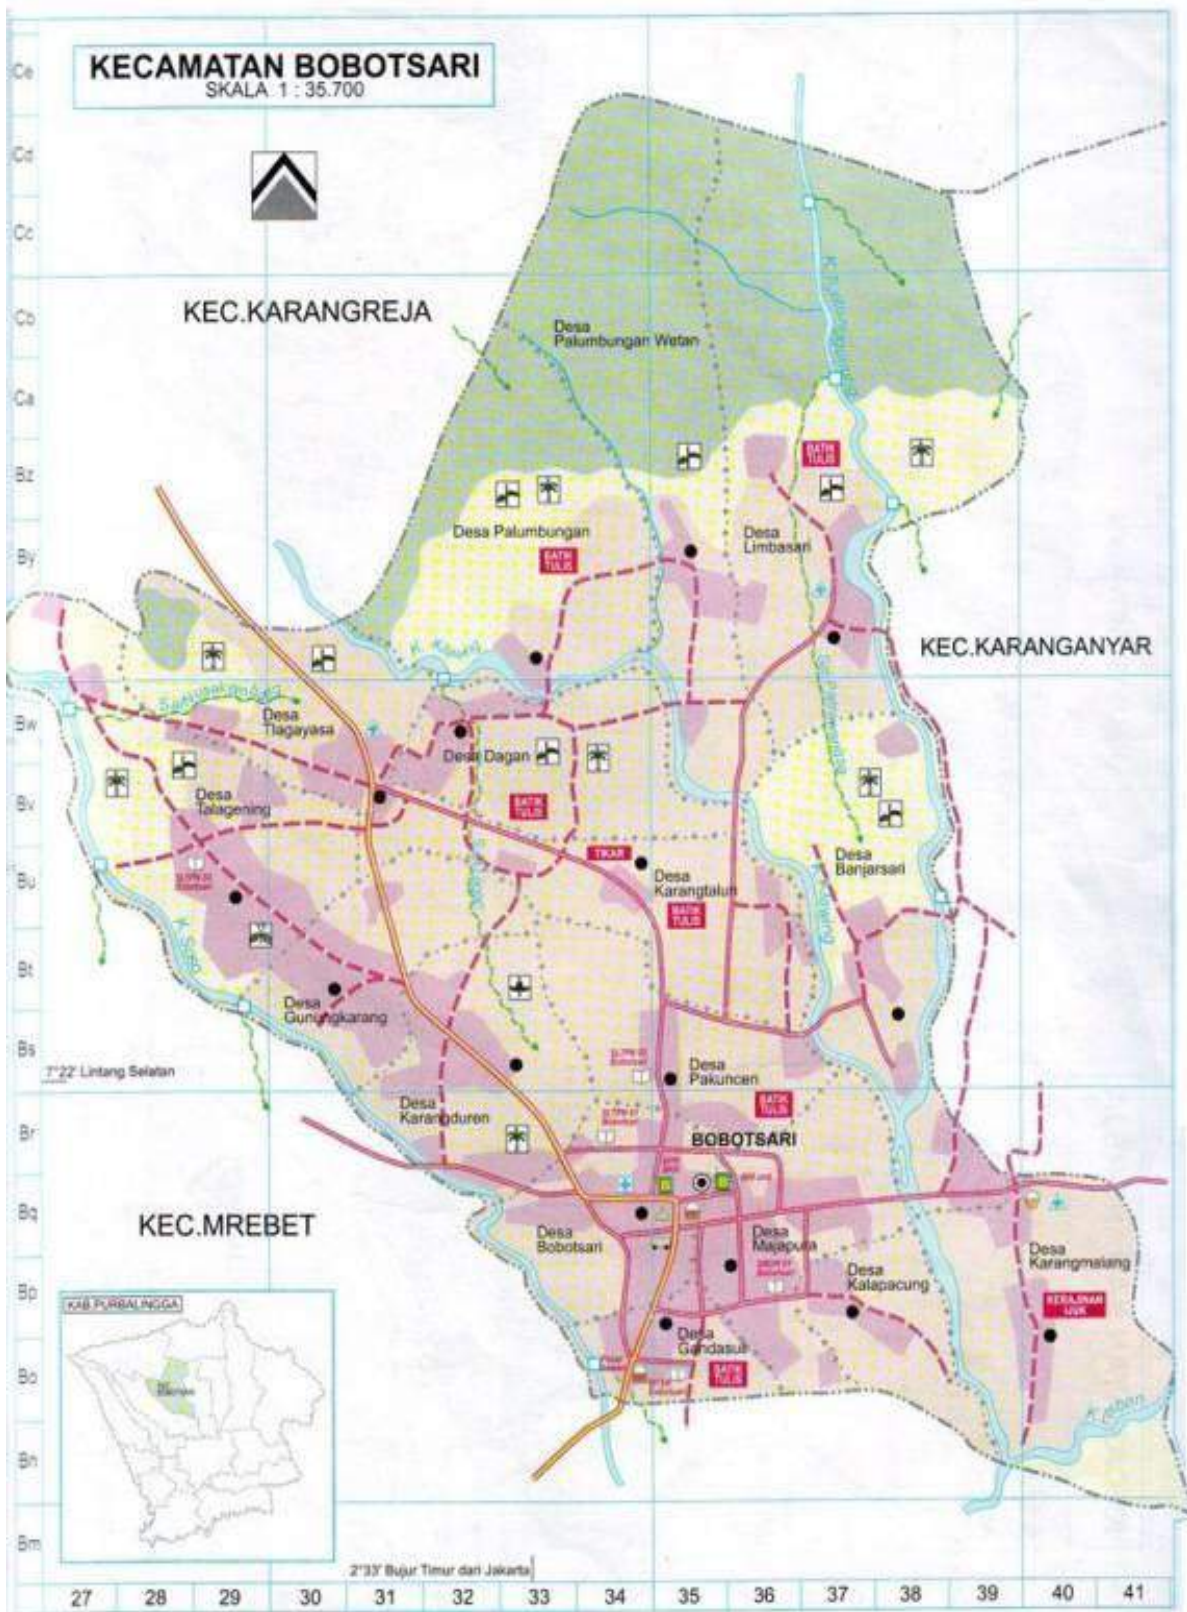 KECAMATAN BOBOTSARI
SKALA 1 : 35.700
Ce
Cd
Cc
Cb
Ca
Bz
By
Bw
Bv
Bu
Bt
Bs
Br
Bq
Bp
Bo
Bn
Bm
KEC.KARANGREJA
Desa
Palumbungan Wetan
BATIK
TULIS
Desa Palumbungan
BATIK
TULIS
Desa
Limbasari
KEC.KARANGANYAR
Desa
Tlagayasa
Desa Dagan
Desa
Talagening
BATIK
TULIS
TIKAR
Desa
Karangtalun
BATIK
TULIS
Desa
Banjarsari
K. Klawing
Desa
Gunungkarang
7°22' Lintang Selatan
Desa
Pakuncen
Desa
Karangduren
BATIK
TULIS
BOBOTSARI
KEC.MREBET
Desa
Bobotsari
Desa
Majapura
Desa
Karangmalang
Desa
Kalapacung
KERAJINAN
IJUK
Desa
Gandasuli
BATIK
TULIS
KAB.PURBALINGGA
2°33' Bujur Timur dari Jakarta
27 28 29 30 31 32 33 34 35 36 37 38 39 40 41